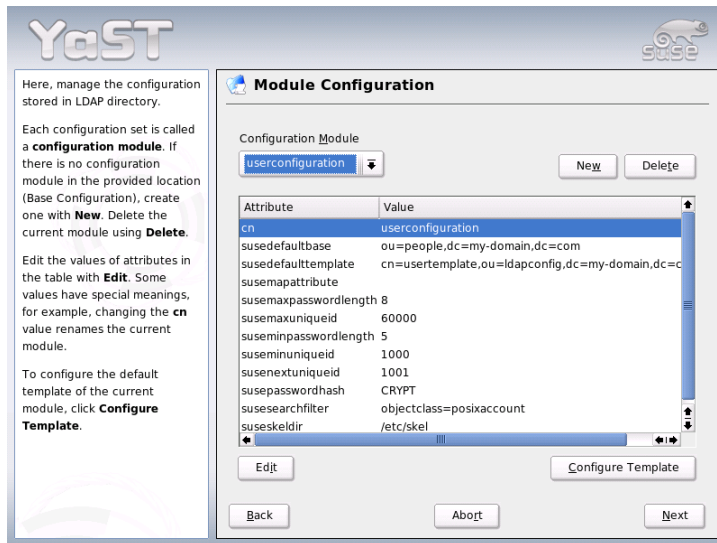 YaST
SUSE
Here, manage the configuration
stored in LDAP directory.
Each configuration set is called
a configuration module. If
there is no configuration
module in the provided location
(Base Configuration), create
one with New. Delete the
current module using Delete.
Edit the values of attributes in
the table with Edit. Some
values have special meanings,
for example, changing the cn
value renames the current
module.
To configure the default
template of the current
module, click Configure
Template.
Module Configuration
Configuration Module
userconfiguration
New
Delete
Attribute Value
cn userconfiguration
susedefaultbase ou=people,dc=my-domain,dc=com
susedefaulttemplate cn=usertemplate,ou=ldapconfig,dc=my-domain,dc=c
susemapattribute
susemaxpasswordlength 8
susemaxuniqueid 60000
suseminpasswordlength 5
suseminuniqueid 1000
susenextuniqueid 1001
susepasswordhash CRYPT
susesearchfilter objectclass=posixaccount
suseskeldir /etc/skel
Edit
Configure Template
Back
Abort
Next